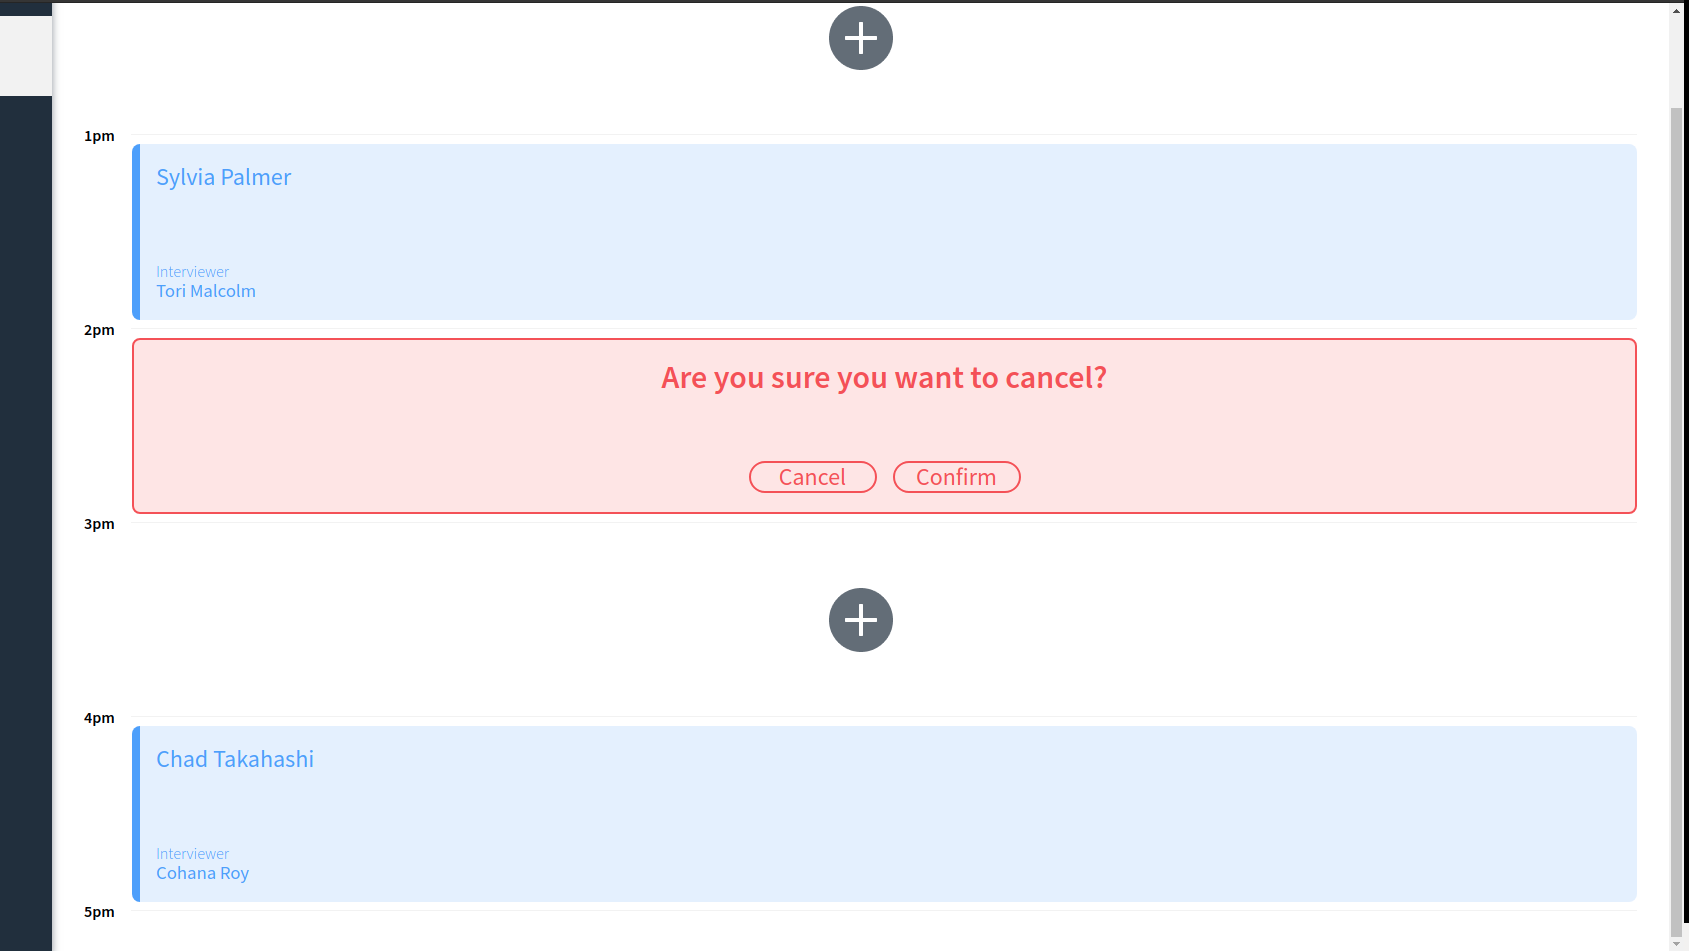 1pm
Sylvia Palmer
Interviewer
Tori Malcolm
2pm
Are you sure you want to cancel?
Cancel Confirm
3pm
4pm
Chad Takahashi
Interviewer
Cohana Roy
5pm